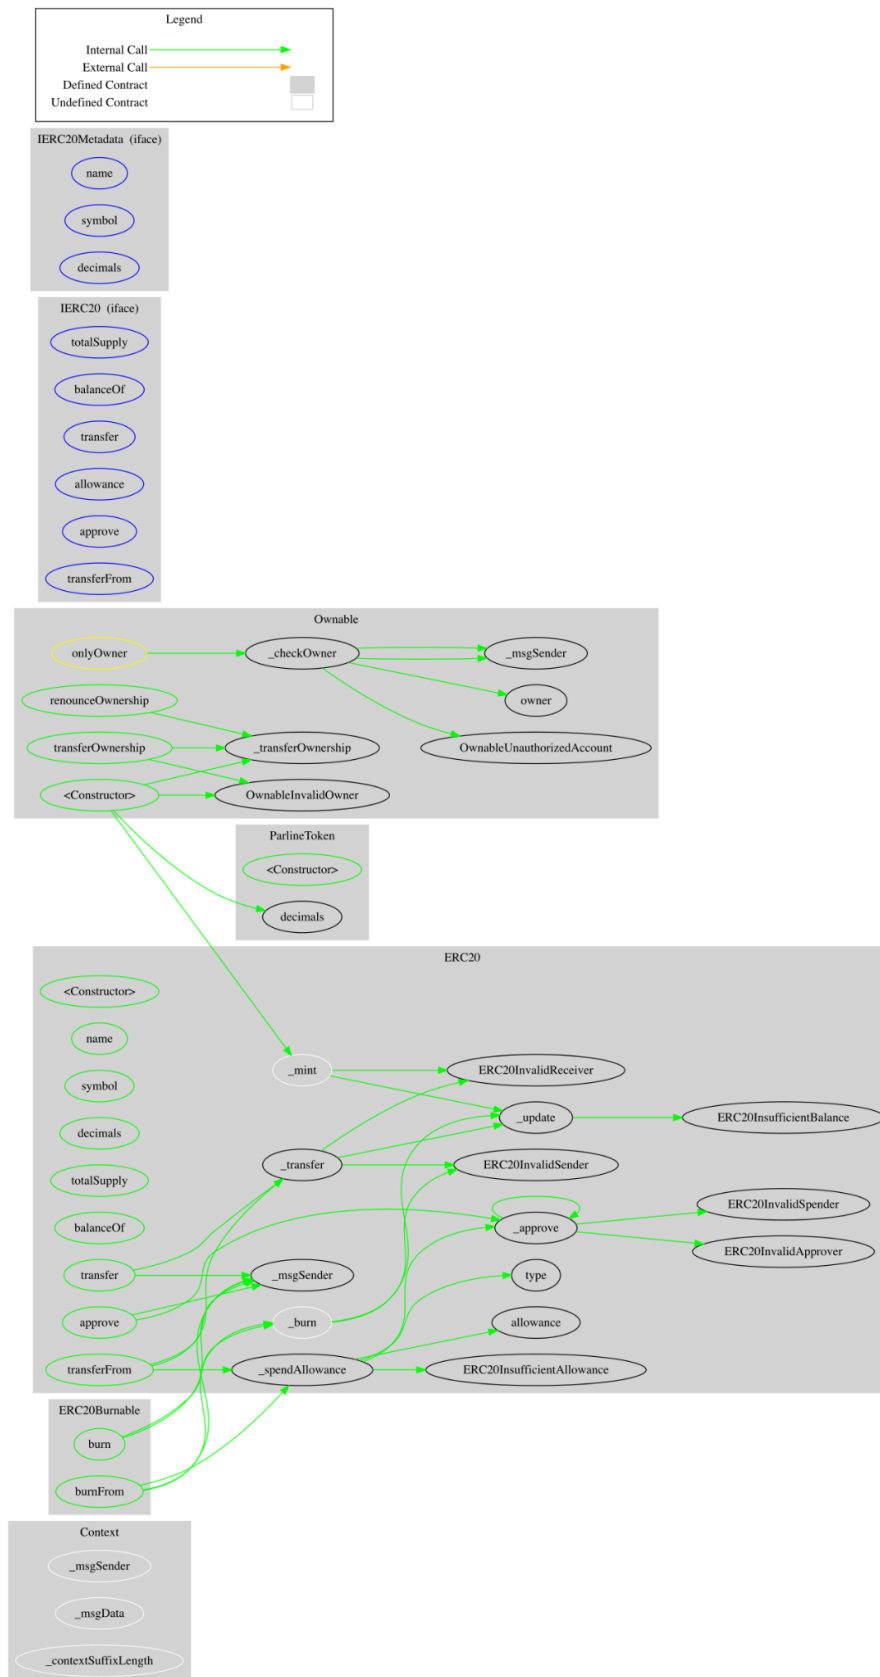 Legend
Internal Call
External Call
Defined Contract
Undefined Contract
IERC20Metadata (iface)
name
symbol
decimals
IERC20 (iface)
totalSupply
balanceOf
transfer
allowance
approve
transferFrom
Ownable
onlyOwner
_checkOwner
_msgSender
renounceOwnership
owner
transferOwnership
_transferOwnership
OwnableUnauthorizedAccount
<Constructor>
OwnableInvalidOwner
ParlineToken
<Constructor>
decimals
ERC20
<Constructor>
name
symbol
_mint
ERC20InvalidReceiver
decimals
_update
ERC20InsufficientBalance
totalSupply
_transfer
ERC20InvalidSender
balanceOf
_approve
ERC20InvalidSpender
ERC20InvalidApprover
transfer
_msgSender
type
approve
_burn
allowance
transferFrom
_spendAllowance
ERC20InsufficientAllowance
ERC20Burnable
burn
burnFrom
Context
_msgSender
_msgData
_contextSuffixLength